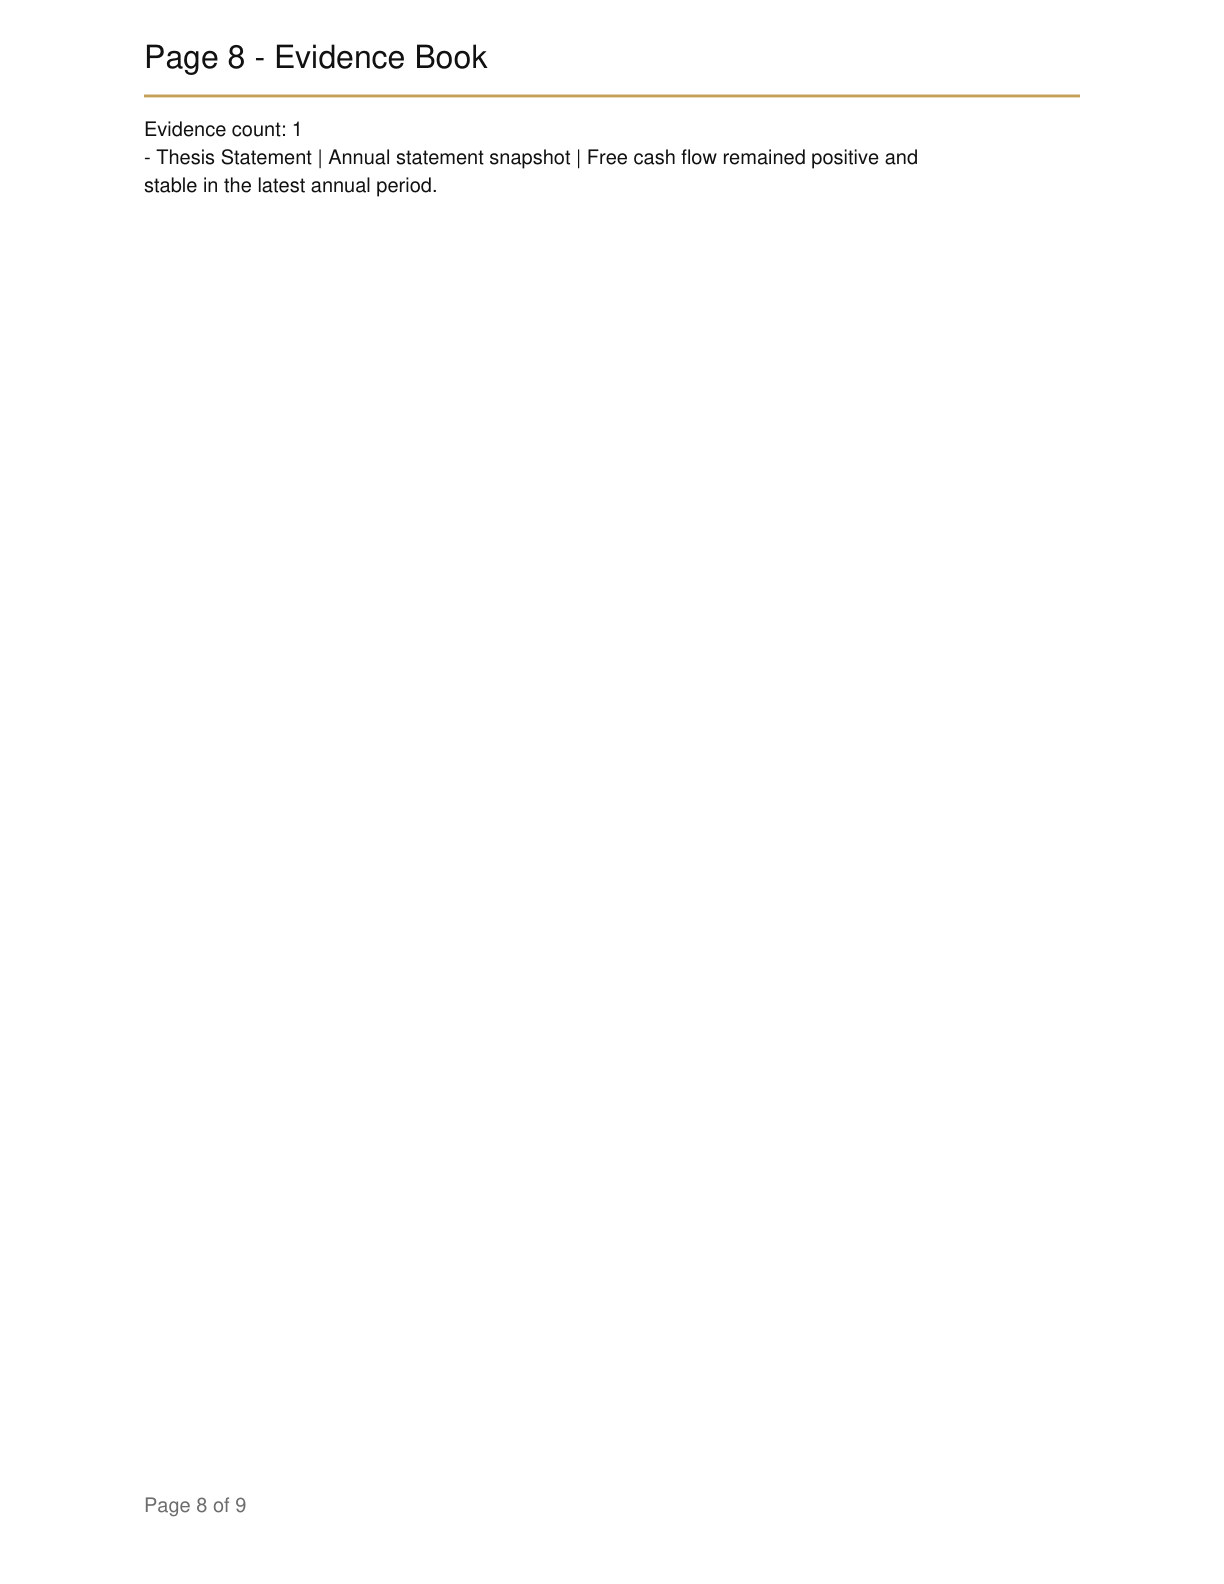 Page 8 - Evidence Book
Evidence count: 1
- Thesis Statement | Annual statement snapshot | Free cash flow remained positive and
stable in the latest annual period.
Page 8 of 9